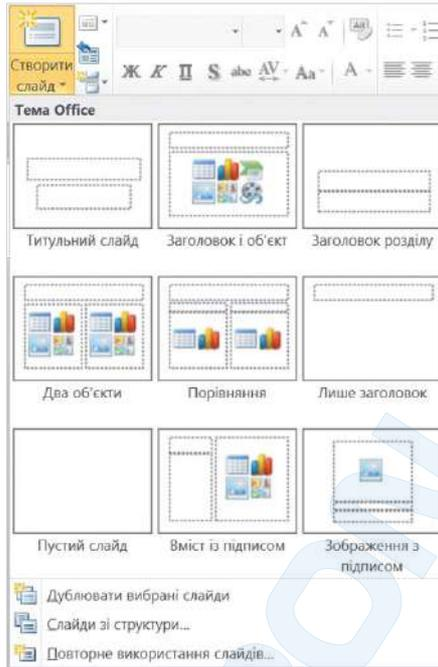 Створити
слайд
Ж К П S abc AV Aa A
Тема Office
Титульний слайд Заголовок і об'єкт Заголовок розділу
Два об'єкти Порівняння Лише заголовок
Пустий слайд Вміст із підписом Зображення з
підписом
Дублювати вибрані слайди
Слайди зі структури...
Повторне використання слайдів...